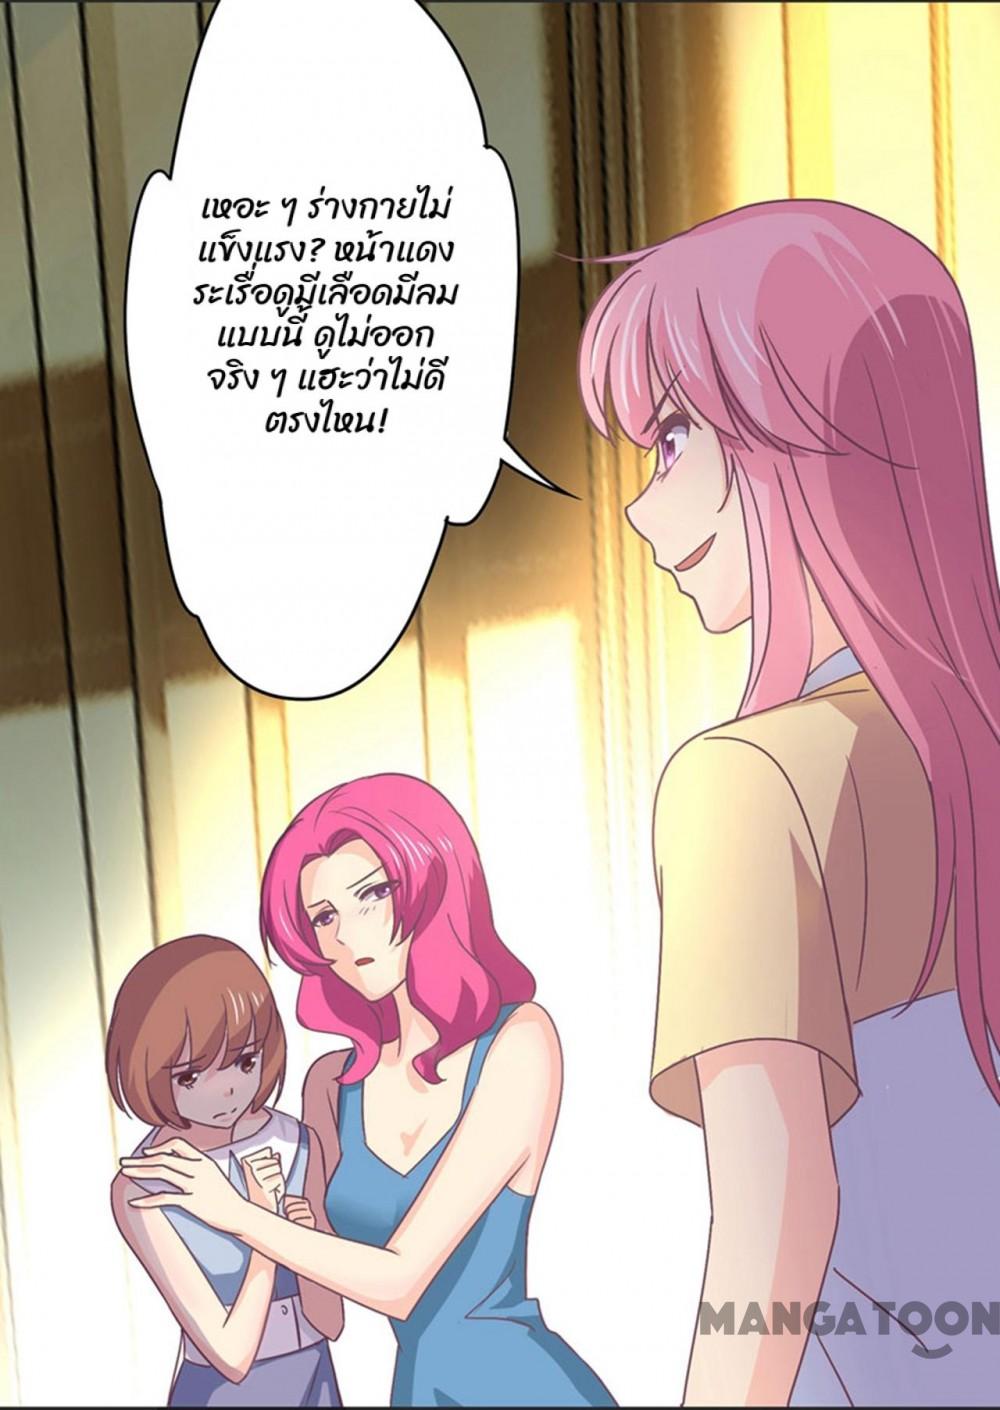 เหอะ ๆ ร่างกายไม่
แข็งแรง? หน้าแดง
ระเรื่อดูมีเลือดมีลม
แบบนี้ ดูไม่ออก
จริง ๆ แฮะว่าไม่ดี
ตรงไหน!
MANGATOON